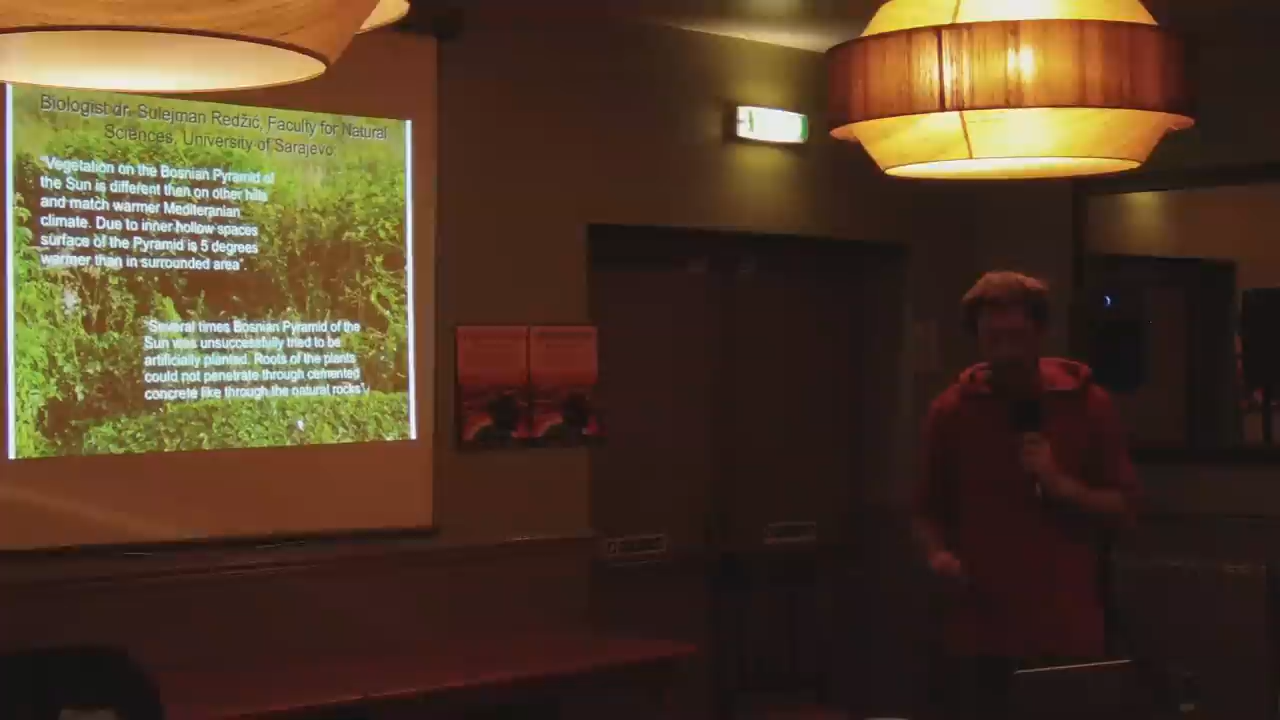 Biologist dr. Sulejman Redžić, Faculty for Natural
Sciences, University of Sarajevo:
"Vegetation on the Bosnian Pyramid of
the Sun is different then on other hills
and match warmer Mediteranian
climate. Due to inner hollow spaces
surface of the Pyramid is 5 degrees
warmer than in surrounded area".
"Several times Bosnian Pyramid of the
Sun was unsuccessfully tried to be
artificially planted. Roots of the plants
could not penetrate through cemented
concrete like through the natural rocks"